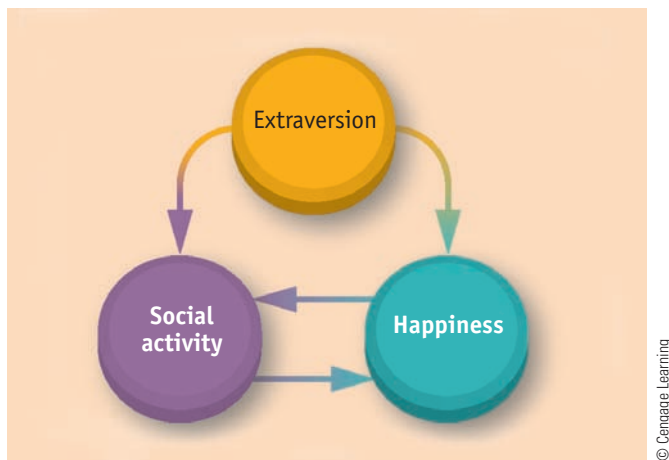 Extraversion
Social
activity
Happiness
© Cengage Learning